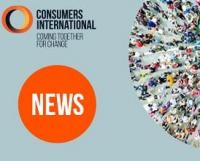 CONSUMERS
INTERNATIONAL
COMING TOGETHER
FOR CHANGE
NEWS